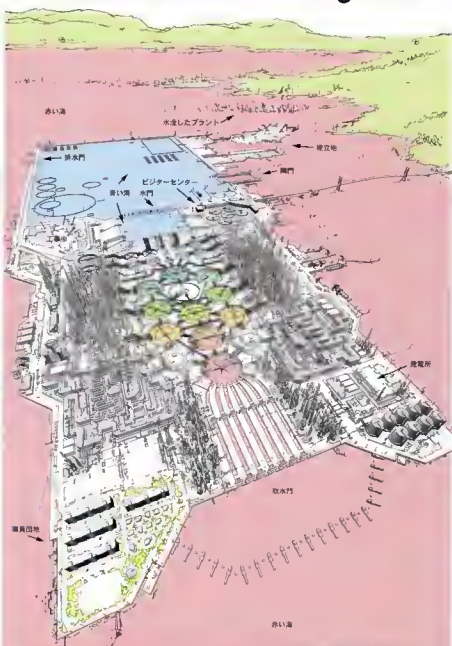 赤い海
水没したプラント
埋立地
排水門
閘門
ビジターセンター
青い海 水門
工事中
発電所
取水門
職員団地
赤い海